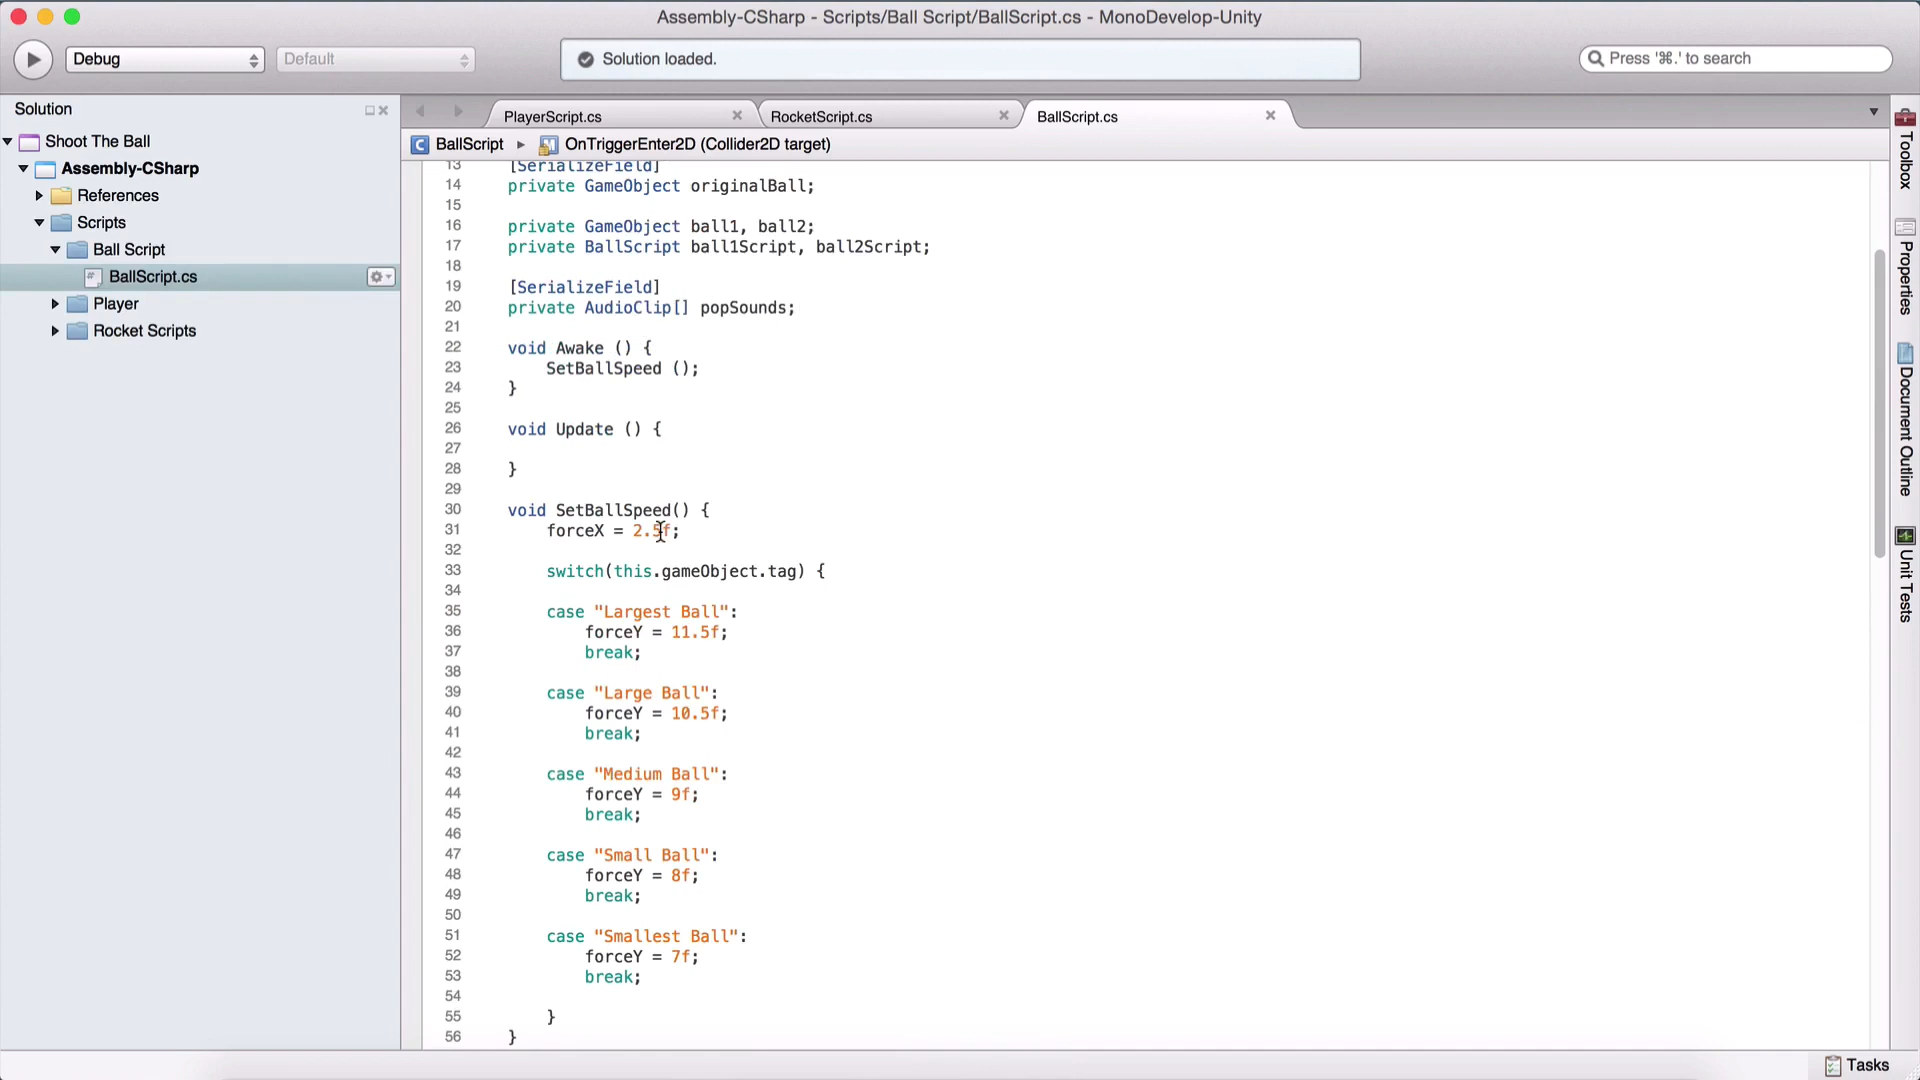 Assembly-CSharp - Scripts/Ball Script/BallScript.cs - MonoDevelop-Unity
Debug
Default
Solution loaded.
Press '⌘.' to search
Solution
Shoot The Ball
Assembly-CSharp
References
Scripts
Ball Script
BallScript.cs
Player
Rocket Scripts
PlayerScript.cs
RocketScript.cs
BallScript.cs
BallScript ▸ OnTriggerEnter2D (Collider2D target)
13 [SerializeField]
14 private GameObject originalBall;
15
16 private GameObject ball1, ball2;
17 private BallScript ball1Script, ball2Script;
18
19 [SerializeField]
20 private AudioClip[] popSounds;
21
22 void Awake () {
23 SetBallSpeed ();
24 }
25
26 void Update () {
27
28 }
29
30 void SetBallSpeed() {
31 forceX = 2.5f;
32
33 switch(this.gameObject.tag) {
34
35 case "Largest Ball":
36 forceY = 11.5f;
37 break;
38
39 case "Large Ball":
40 forceY = 10.5f;
41 break;
42
43 case "Medium Ball":
44 forceY = 9f;
45 break;
46
47 case "Small Ball":
48 forceY = 8f;
49 break;
50
51 case "Smallest Ball":
52 forceY = 7f;
53 break;
54
55 }
56 }
Toolbox
Properties
Document Outline
Unit Tests
Tasks